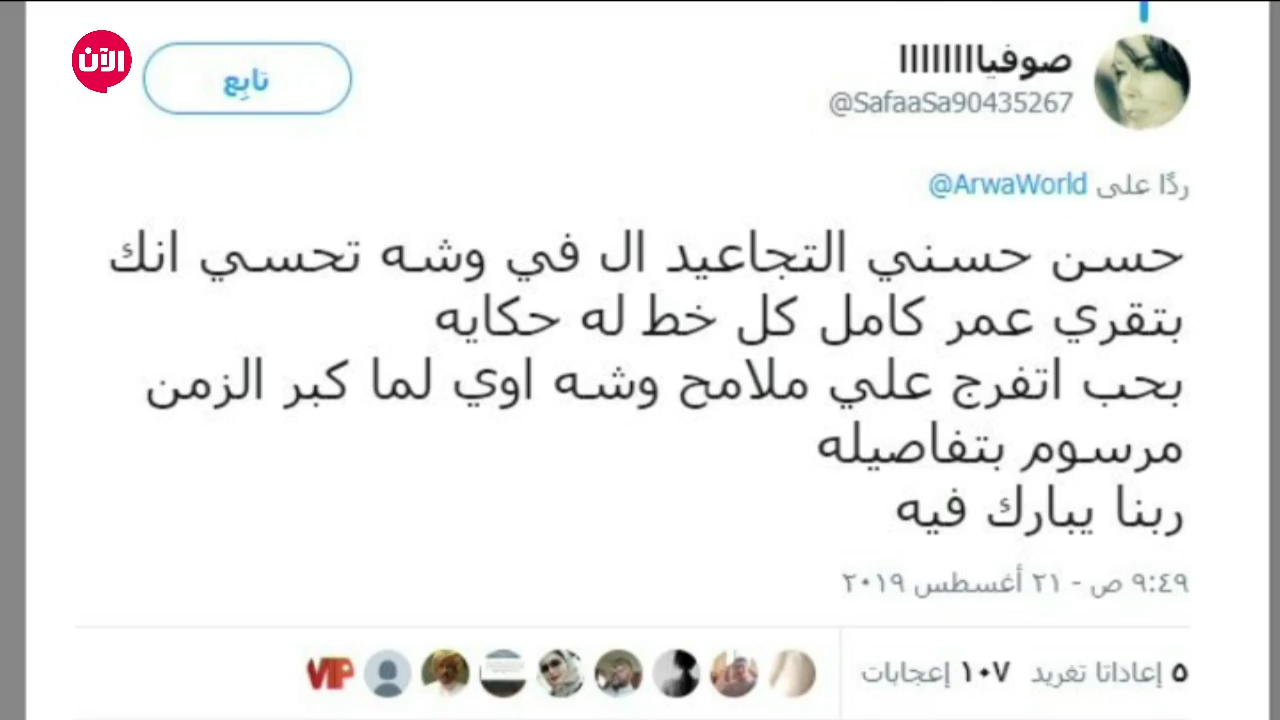 الآن
تابِع
صوفيااااااااا
@SafaaSa90435267
ردًا على @ArwaWorld
حسن حسني التجاعيد ال في وشه تحسي انك
بتقري عمر كامل كل خط له حكايه
بحب اتفرج علي ملامح وشه اوي لما كبر الزمن
مرسوم بتفاصيله
ربنا يبارك فيه
٩:٤٩ ص - ٢١ أغسطس ٢٠١٩
٥ إعاداتا تغريد ١٠٧ إعجابات
VIP